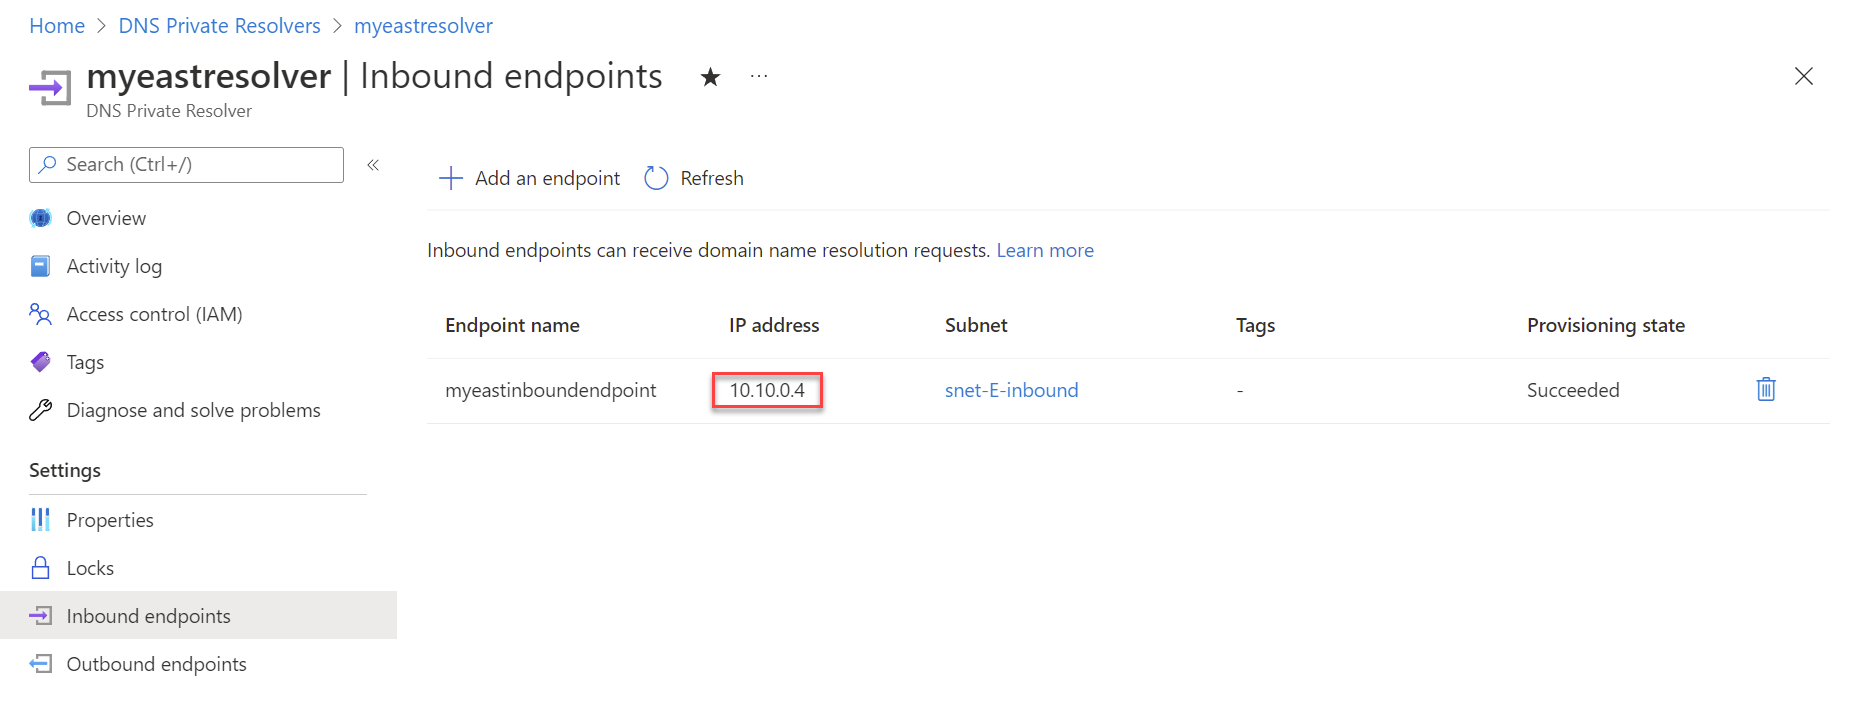 Home > DNS Private Resolvers > myeastresolver
myeastresolver | Inbound endpoints ★ ...
DNS Private Resolver
Search (Ctrl+/) «
Add an endpoint Refresh
Overview
Inbound endpoints can receive domain name resolution requests. Learn more
Activity log
Access control (IAM)
Endpoint name IP address Subnet Tags Provisioning state
Tags
myeastinboundendpoint 10.10.0.4 snet-E-inbound - Succeeded
Diagnose and solve problems
Settings
Properties
Locks
Inbound endpoints
Outbound endpoints